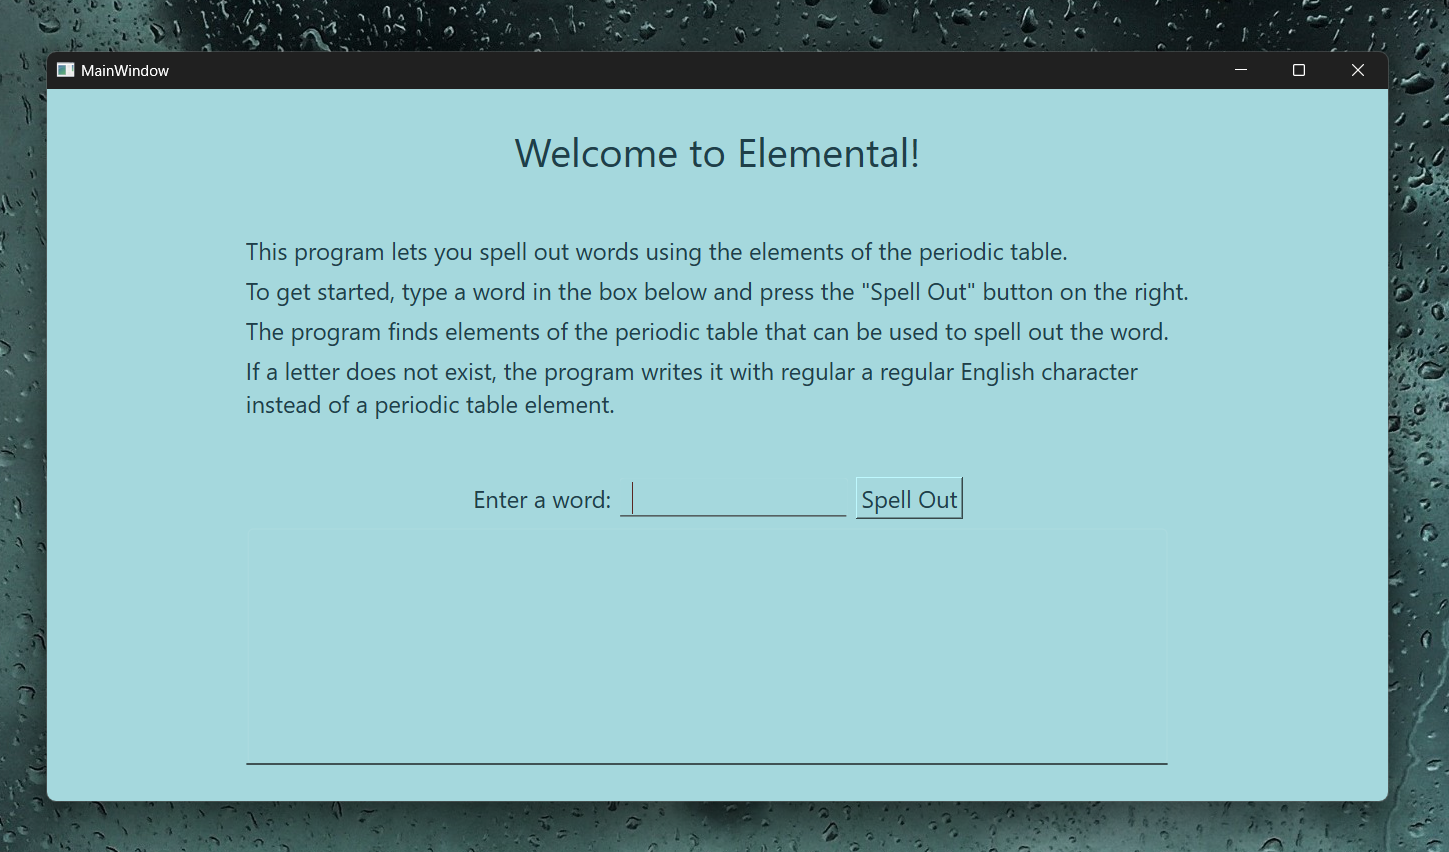 MainWindow
Welcome to Elemental!
This program lets you spell out words using the elements of the periodic table.
To get started, type a word in the box below and press the "Spell Out" button on the right.
The program finds elements of the periodic table that can be used to spell out the word.
If a letter does not exist, the program writes it with regular a regular English character
instead of a periodic table element.
Enter a word: Spell Out